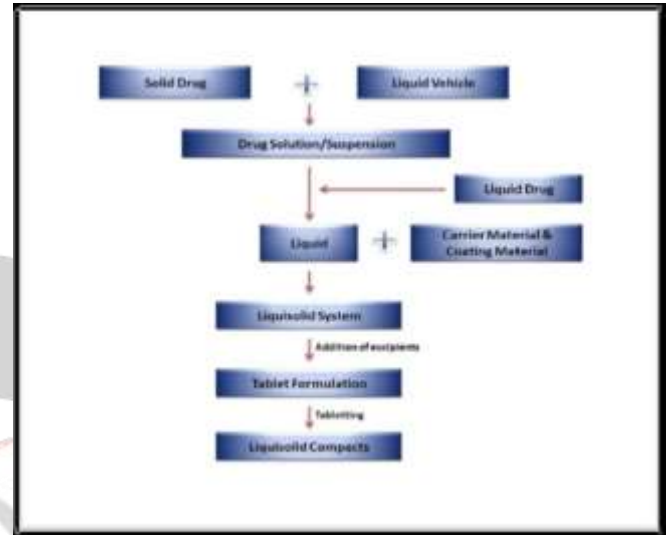 Solid Drug
Liquid Vehicle
Drug Solution/Suspension
Liquid Drug
Liquid
Carrier Material &
Coating Material
Liquisolid System
Addition of excipients
Tablet Formulation
Tabletting
Liquisolid Compacts